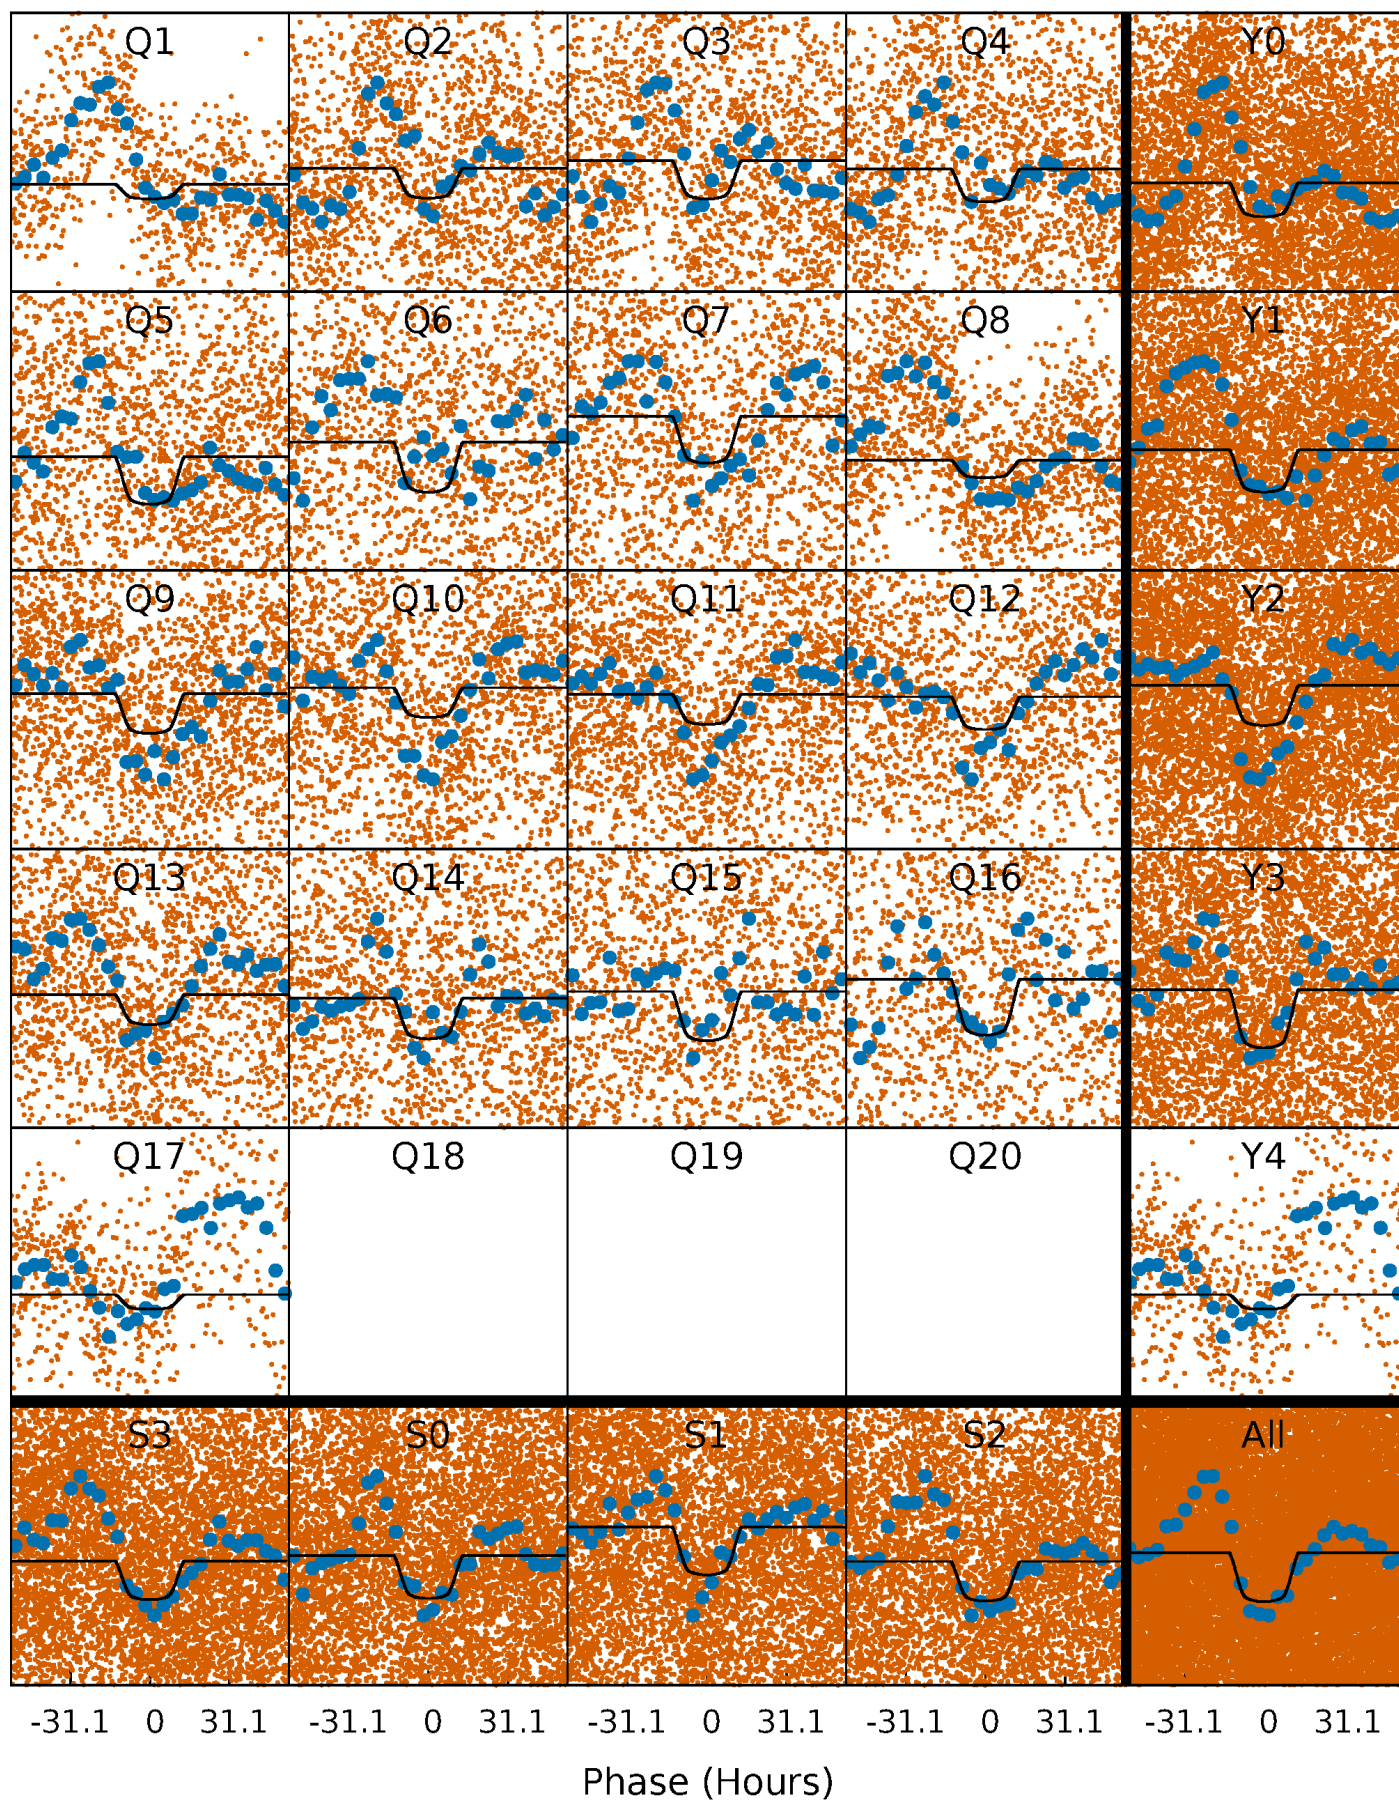 Q1 Q2 Q3 Q4 Y0
Q5 Q6 Q7 Q8 Y1
Q9 Q10 Q11 Q12 Y2
Q13 Q14 Q15 Q16 Y3
Q17 Q18 Q19 Q20 Y4
S3 S0 S1 S2 All
-31.1 0 31.1 -31.1 0 31.1 -31.1 0 31.1 -31.1 0 31.1 -31.1 0 31.1
Phase (Hours)